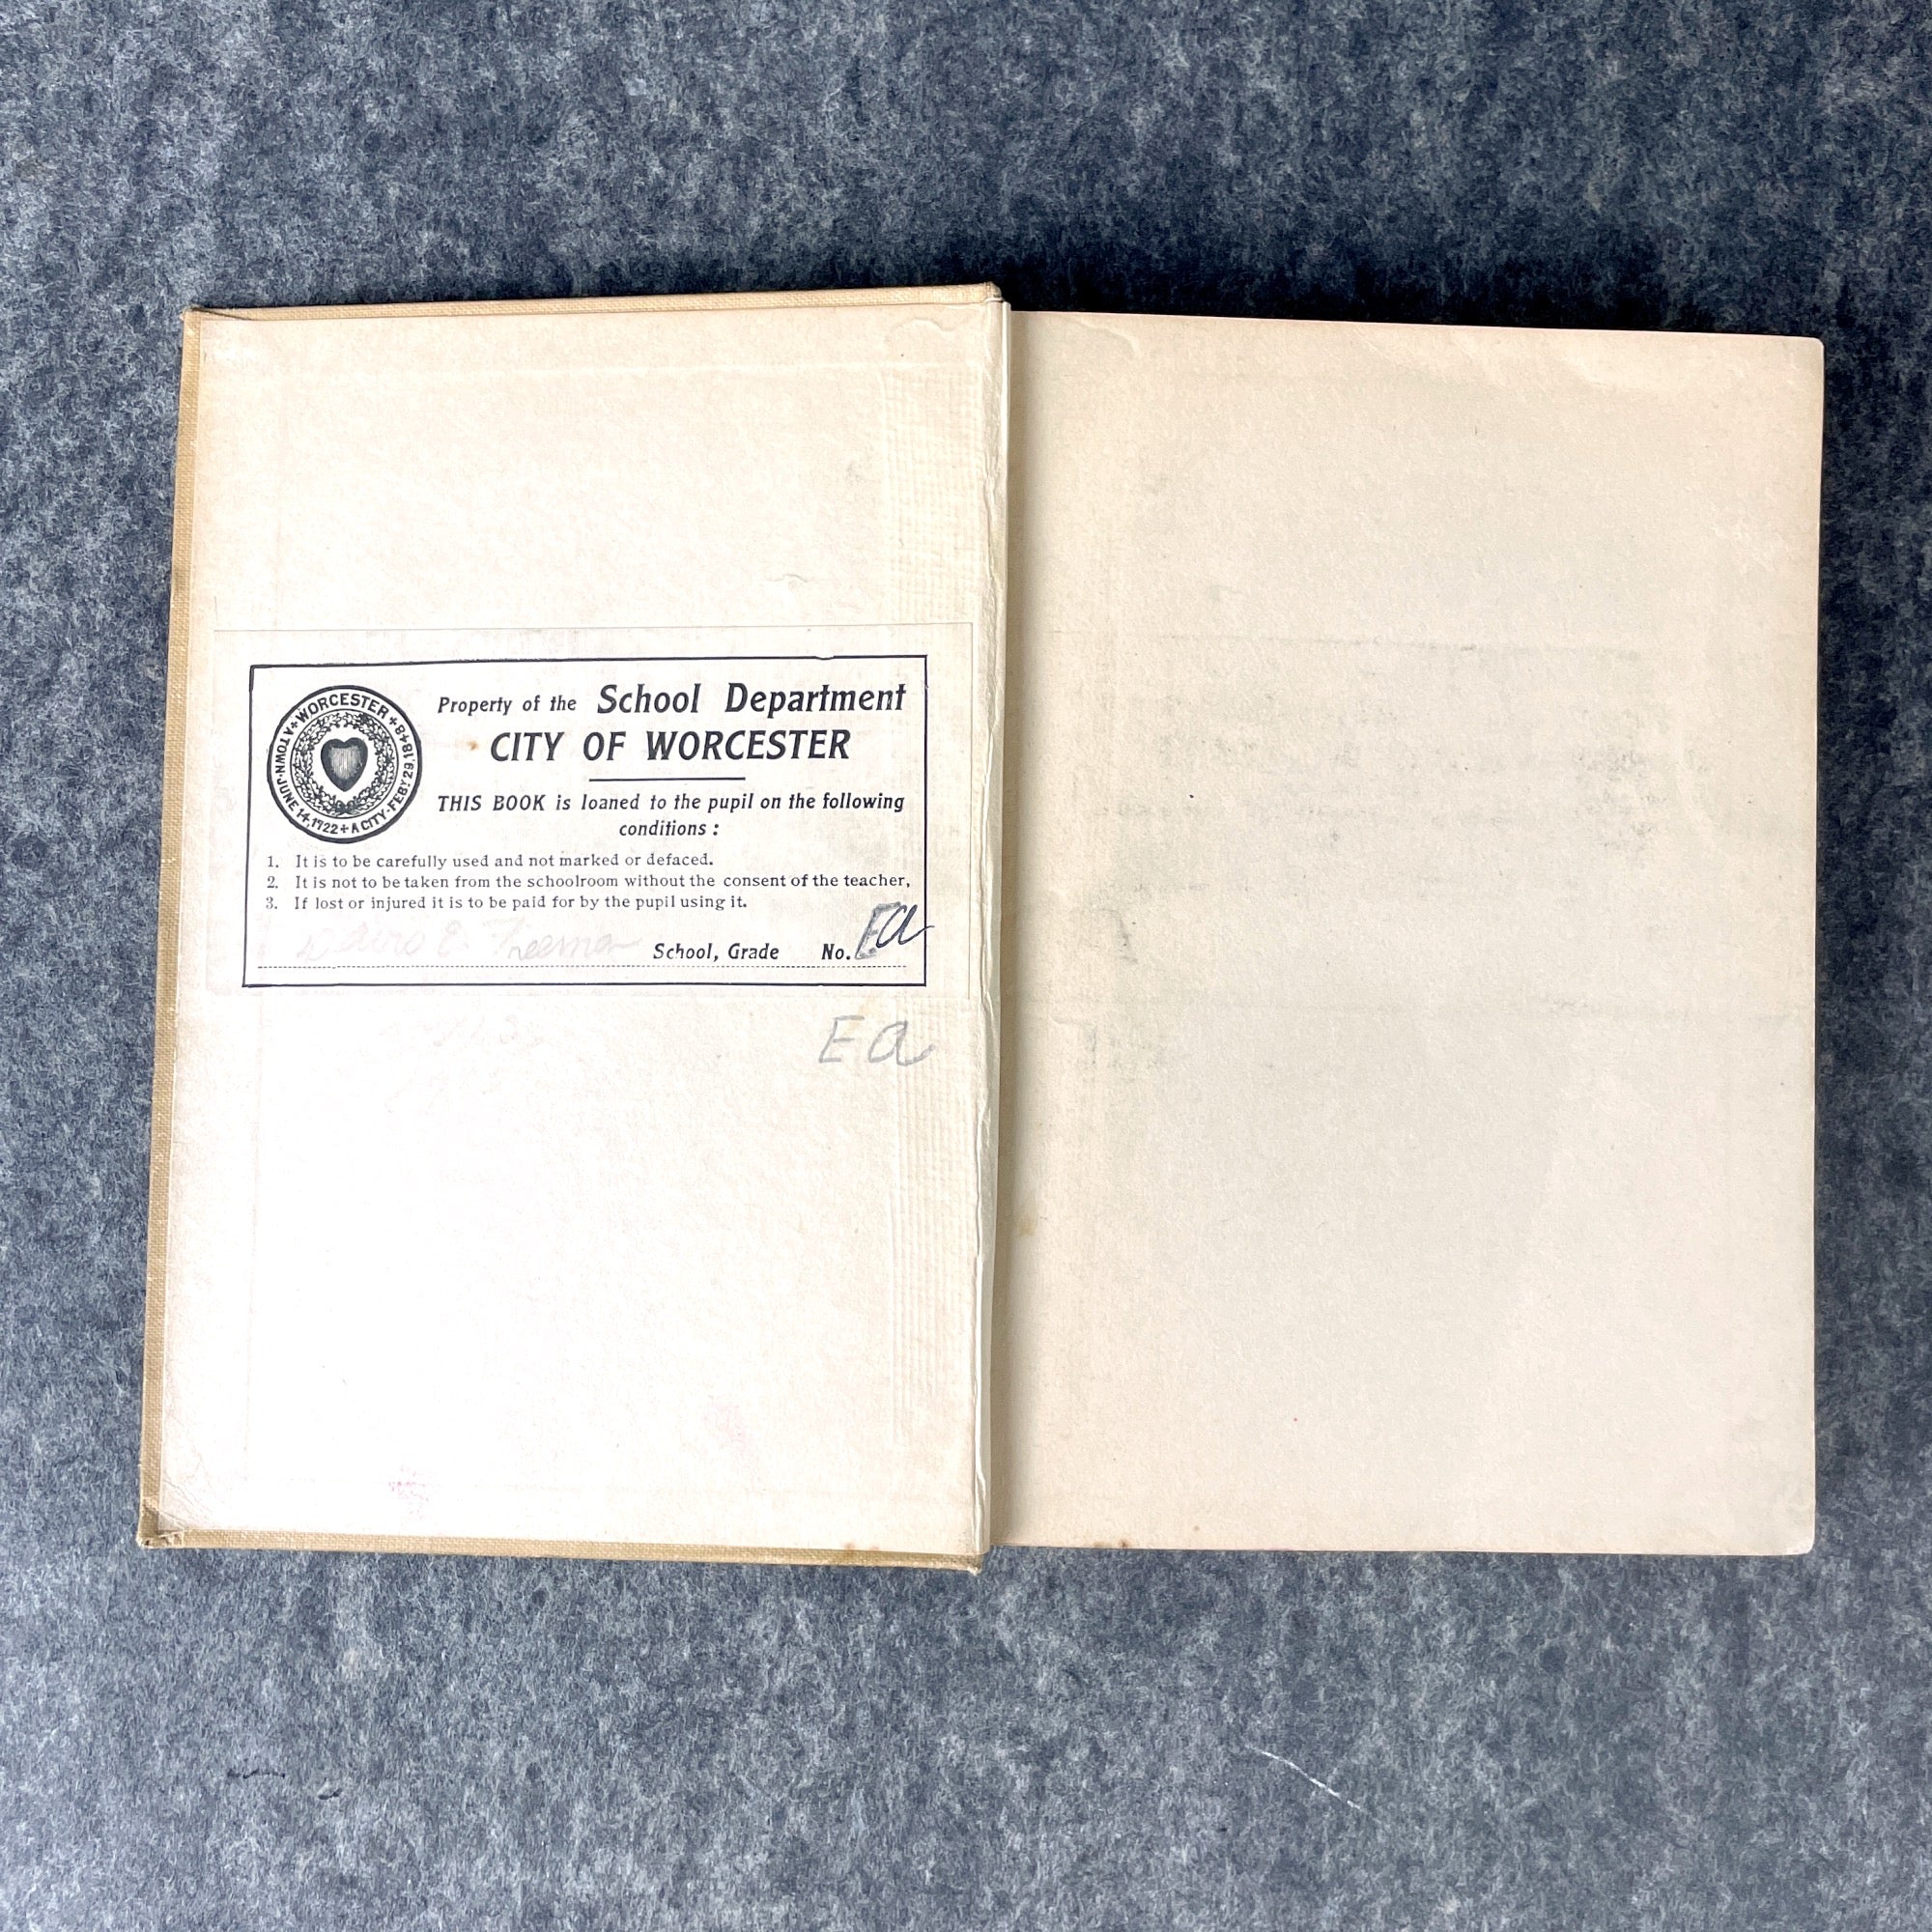 WORCESTER + A TOWN·JUNE 14,1722 + A CITY·FEBY 29,1848 +
Property of the School Department
CITY OF WORCESTER
THIS BOOK is loaned to the pupil on the following
conditions :
1. It is to be carefully used and not marked or defaced.
2. It is not to be taken from the schoolroom without the consent of the teacher,
3. If lost or injured it is to be paid for by the pupil using it.
E. Freeman School, Grade No. Ea
Ea